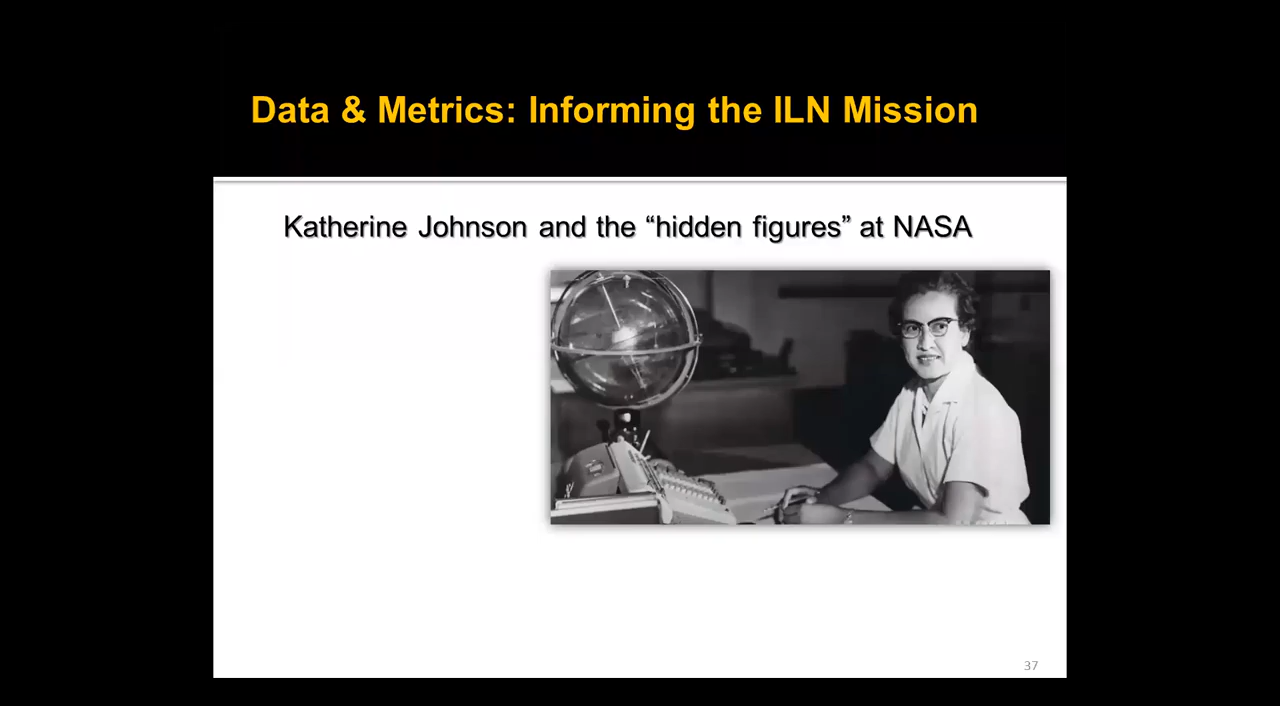 Data & Metrics: Informing the ILN Mission
Katherine Johnson and the “hidden figures” at NASA
37